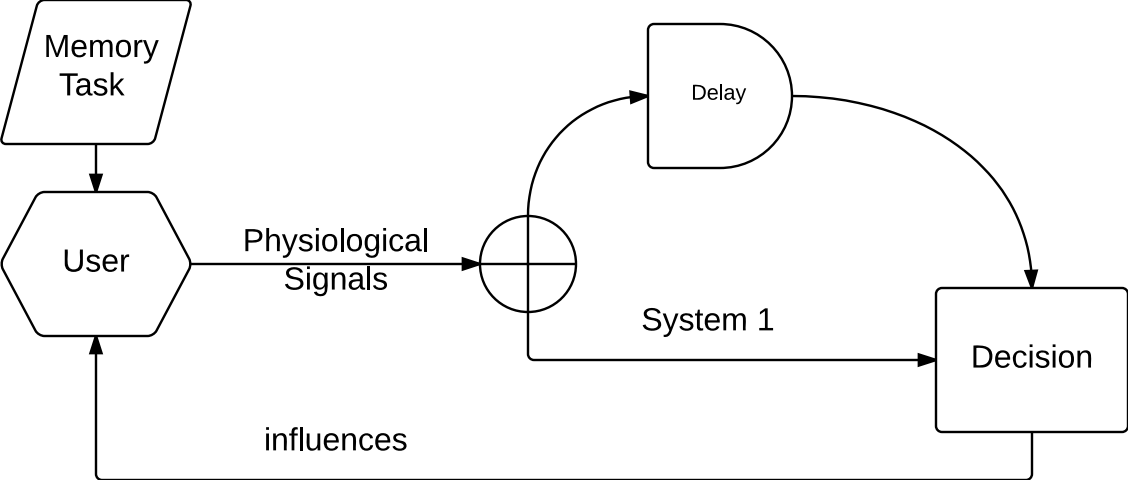 Memory
Task
Delay
User
Physiological
Signals
System 1
Decision
influences